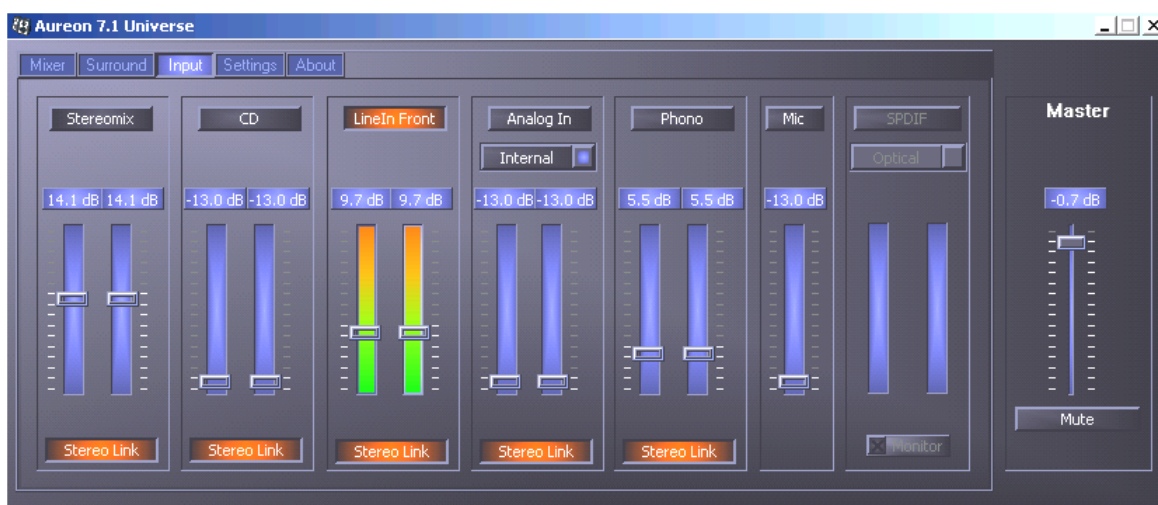 Aureon 7.1 Universe
Mixer Surround Input Settings About
Stereomix CD LineIn Front Analog In Phono Mic SPDIF Master
Internal Optical
14.1 dB 14.1 dB -13.0 dB -13.0 dB 9.7 dB 9.7 dB -13.0 dB -13.0 dB 5.5 dB 5.5 dB -13.0 dB -0.7 dB
Mute
Stereo Link Stereo Link Stereo Link Stereo Link Stereo Link Monitor